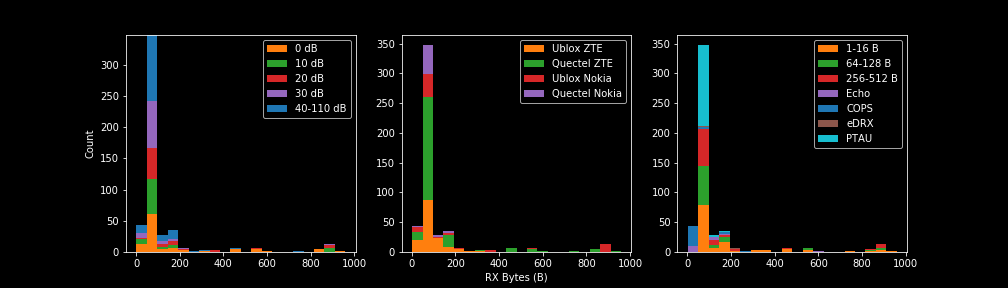 Count
300
250
200
150
100
50
0
0 200 400 600 800 1000
0 dB
10 dB
20 dB
30 dB
40-110 dB
350
300
250
200
150
100
50
0
0 200 400 600 800 1000
RX Bytes (B)
Ublox ZTE
Quectel ZTE
Ublox Nokia
Quectel Nokia
350
300
250
200
150
100
50
0
0 200 400 600 800 1000
1-16 B
64-128 B
256-512 B
Echo
COPS
eDRX
PTAU